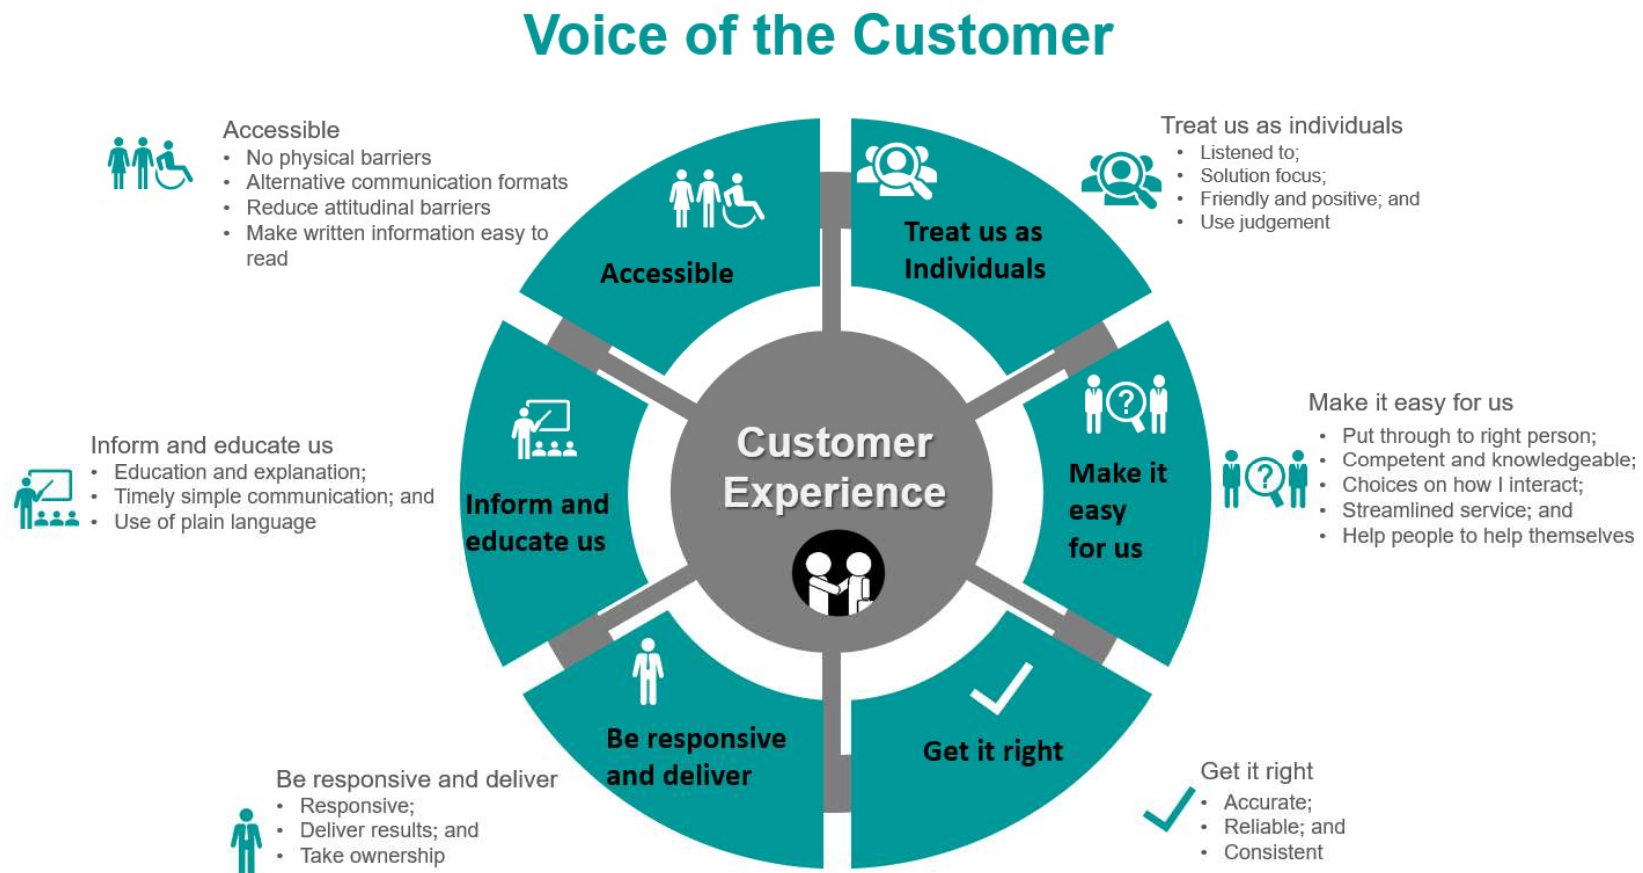 Voice of the Customer
Accessible
• No physical barriers
• Alternative communication formats
• Reduce attitudinal barriers
• Make written information easy to
read
Treat us as individuals
• Listened to;
• Solution focus;
• Friendly and positive; and
• Use judgement
Accessible
Treat us as
Individuals
Inform and educate us
• Education and explanation;
• Timely simple communication; and
• Use of plain language
Inform and
educate us
Customer
Experience
?
Make it
easy
for us
Make it easy for us
?
• Put through to right person;
• Competent and knowledgeable;
• Choices on how I interact;
• Streamlined service; and
• Help people to help themselves
Be responsive
and deliver
Get it right
Be responsive and deliver
• Responsive;
• Deliver results; and
• Take ownership
Get it right
• Accurate;
• Reliable; and
• Consistent